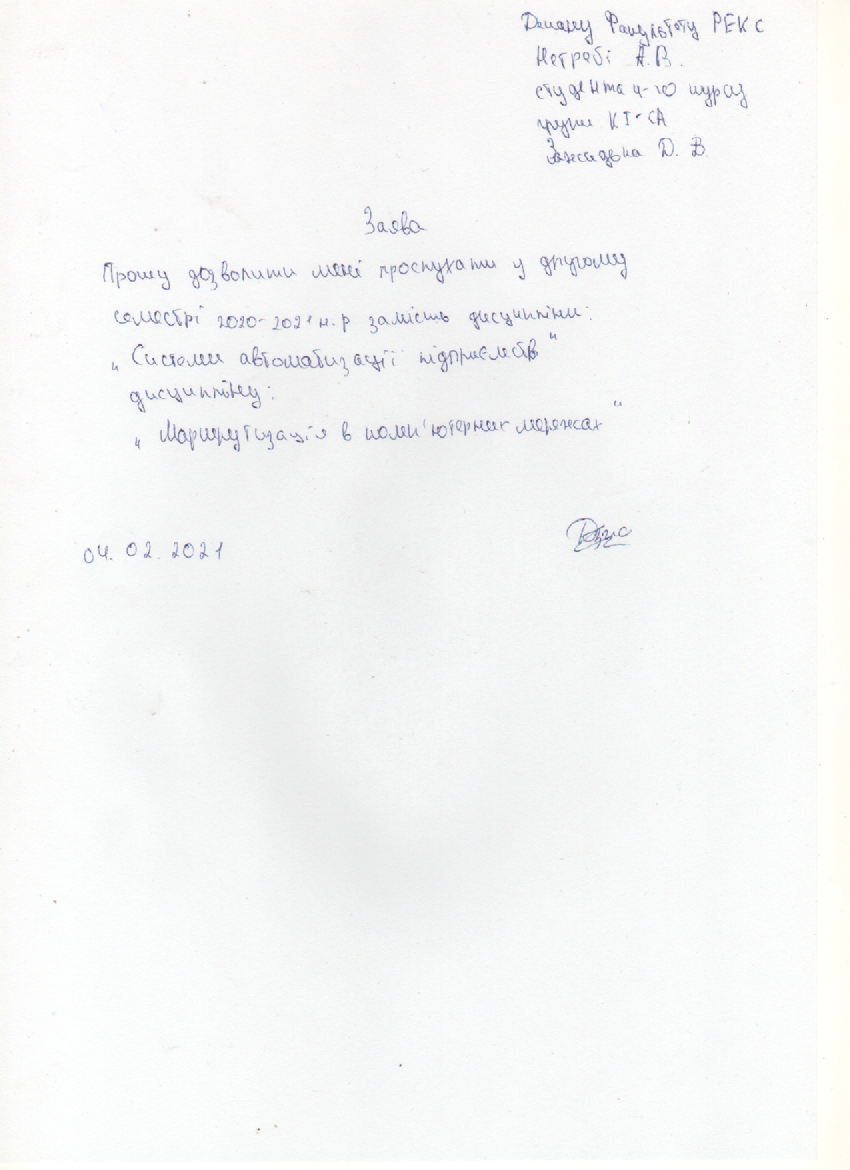 Декану Факультету РЕКС
Нетребі А.В.
студента 4-го курсу
групи КІ-СА
Д. В.
Заява
Прошу дозволити мені прослухати у другому
семестрі 2020-2021 н.р замість дисципліни:
„Системи автоматизації підприємств"
дисципліну:
„Маршрутизація в комп'ютерних мережах"
04.02.2021